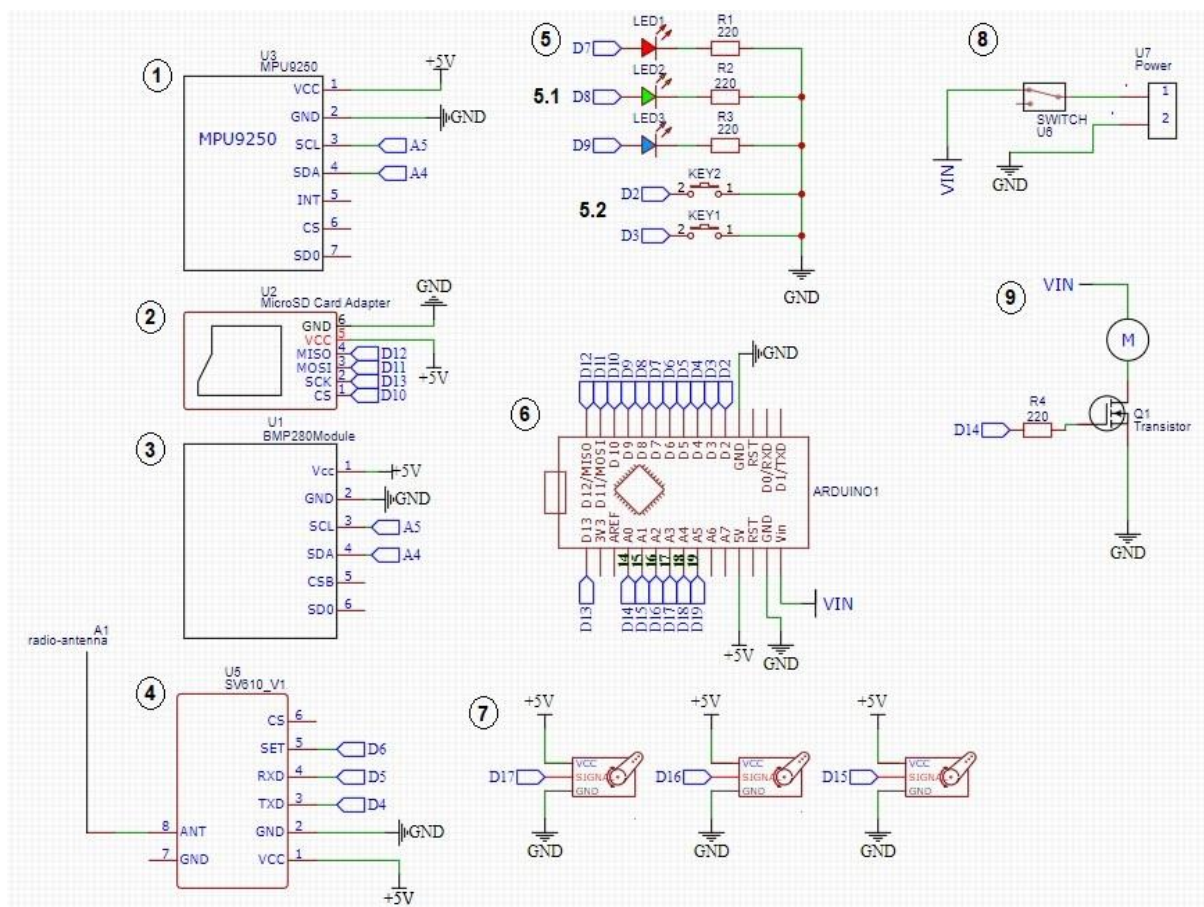 1
U3
MPU9250
MPU9250
VCC 1
+5V
GND 2
GND
SCL 3
A5
SDA 4
A4
INT 5
CS 6
SD0 7
2
U2
MicroSD Card Adapter
GND
GND 6
VCC 5
MISO 4
D12
MOSI 3
D11
SCK 2
D13
CS 1
D10
+5V
3
U1
BMP280Module
Vcc 1
+5V
GND 2
GND
SCL 3
A5
SDA 4
A4
CSB 5
SD0 6
A1
radio-antenna
4
U5
SV610_V1
CS 6
SET 5
D6
RXD 4
D5
TXD 3
D4
8 ANT
GND 2
GND
7 GND
VCC 1
+5V
5
5.1
D7
LED1
R1
220
D8
LED2
R2
220
D9
LED3
R3
220
5.2
D2
2 KEY2 1
D3
2 KEY1 1
GND
6
D12
D11
D10
D9
D8
D7
D6
D5
D4
D3
D2
GND
D12/MISO
D11/MOSI
D10
D9
D8
D7
D6
D5
D4
D3
D2
GND
RST
D0/RXD
D1/TXD
ARDUINO1
D13
3V3
AREF
A0
A1
A2
A3
A4
A5
A6
A7
5V
RST
GND
Vin
14
15
16
17
18
19
D13
D14
D15
D16
D17
D18
D19
+5V
GND
VIN
7
+5V
D17
VCC
SIGNA
GND
GND
+5V
D16
VCC
SIGNA
GND
GND
+5V
D15
VCC
SIGNA
GND
GND
8
U7
Power
1
2
SWITCH
U6
VIN
GND
9
VIN
M
R4
220
D14
Q1
Transistor
GND